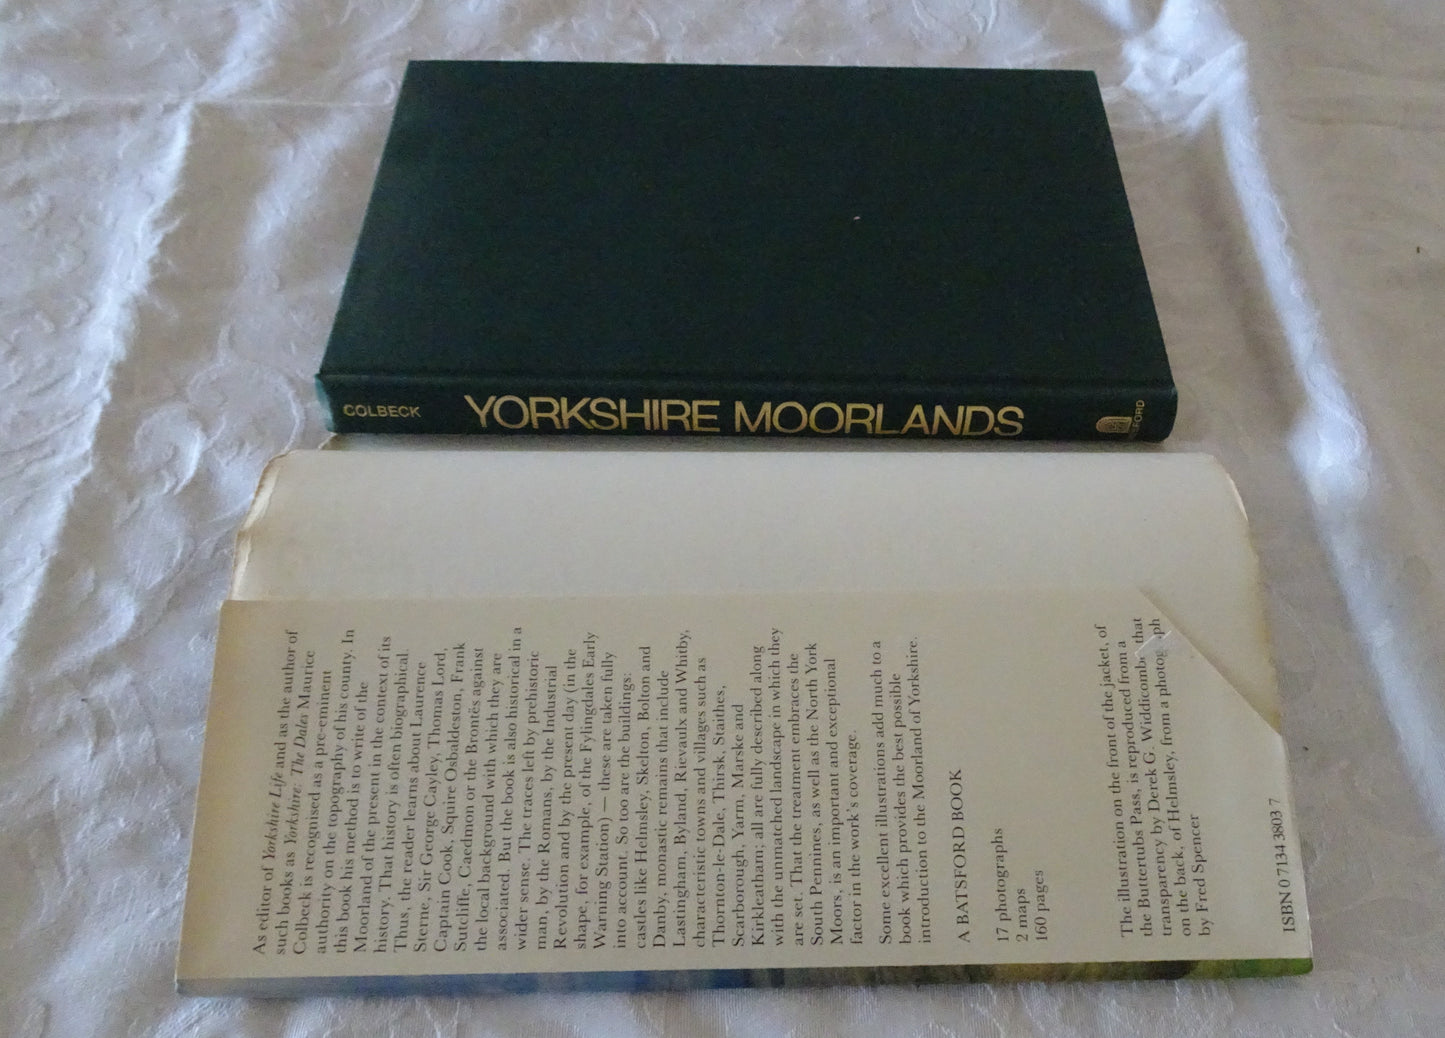 COLBECK
YORKSHIRE MOORLANDS
As editor of Yorkshire Life and as the author of
such books as Yorkshire: The Dales Maurice
Colbeck is recognised as a pre-eminent
authority on the topography of his county. In
this book his method is to write of the
Moorland of the present in the context of its
history. That history is often biographical.
Thus, the reader learns about Laurence
Sterne, Sir George Cayley, Thomas Lord,
Captain Cook, Squire Osbaldeston, Frank
Sutcliffe, Caedmon or the Brontës against
the local background with which they are
associated. But the book is also historical in a
wider sense. The traces left by prehistoric
man, by the Romans, by the Industrial
Revolution and by the present day (in the
shape, for example, of the Fylingdales Early
Warning Station) — these are taken fully
into account. So too are the buildings:
castles like Helmsley, Skelton, Bolton and
Danby, monastic remains that include
Lastingham, Byland, Rievaulx and Whitby,
characteristic towns and villages such as
Thornton-le-Dale, Thirsk, Staithes,
Scarborough, Yarm, Marske and
Kirkleatham; all are fully described along
with the unmatched landscape in which they
are set. That the treatment embraces the
South Pennines, as well as the North York
Moors, is an important and exceptional
factor in the work's coverage.
Some excellent illustrations add much to a
book which provides the best possible
introduction to the Moorland of Yorkshire.
A BATSFORD BOOK
17 photographs
2 maps
160 pages
The illustration on the front of the jacket, of
the Buttertubs Pass, is reproduced from a
transparency by Derek G. Widdicombe that
on the back, of Helmsley, from a
by Fred Spencer
ISBN 0 7134 3803 7